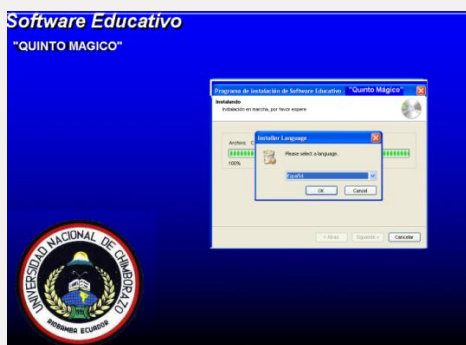 Software Educativo
"QUINTO MAGICO"
Programa de Instalación de Software Educativo "Quinto Mágico"
Instalando
Instalación en marcha, por favor espere
Archivo
Installer Language
Please select a language.
100%
Español
OK Cancel
< Atrás Siguiente > Cancelar
UNIVERSIDAD NACIONAL DE CHIMBORAZO
RIOBAMBA ECUADOR